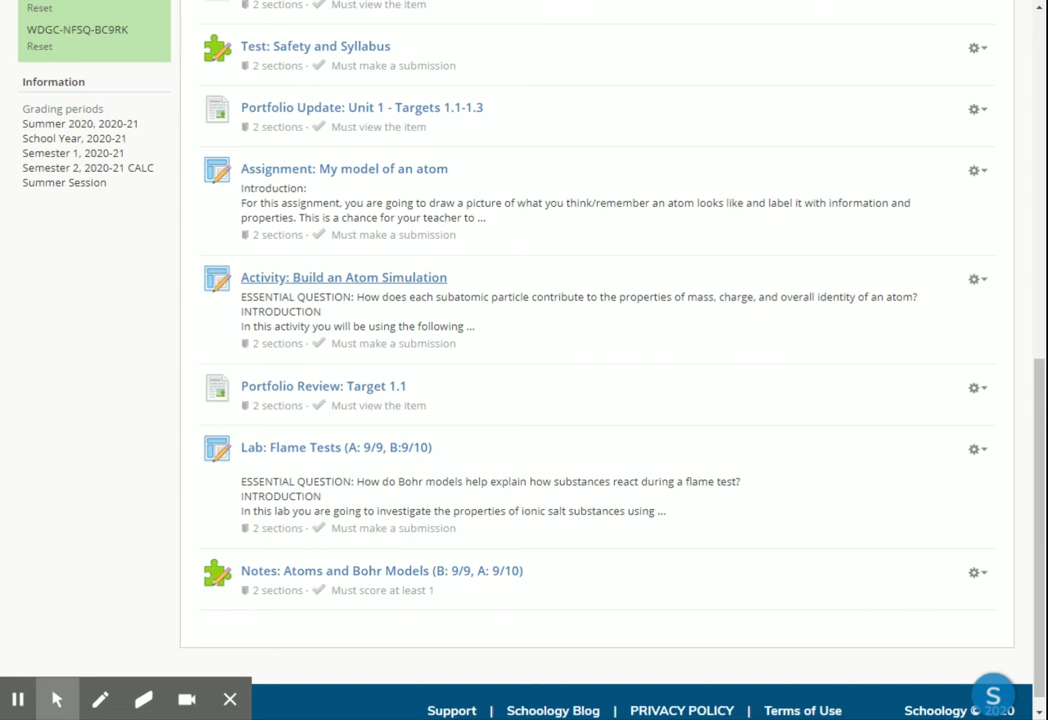 2 sections · Must view the item
Reset
WDGC-NFSQ-BC9RK
Reset
Information
Grading periods
Summer 2020, 2020-21
School Year, 2020-21
Semester 1, 2020-21
Semester 2, 2020-21 CALC
Summer Session
Test: Safety and Syllabus
2 sections · Must make a submission
Portfolio Update: Unit 1 - Targets 1.1-1.3
2 sections · Must view the item
Assignment: My model of an atom
Introduction:
For this assignment, you are going to draw a picture of what you think/remember an atom looks like and label it with information and
properties. This is a chance for your teacher to ...
2 sections · Must make a submission
Activity: Build an Atom Simulation
ESSENTIAL QUESTION: How does each subatomic particle contribute to the properties of mass, charge, and overall identity of an atom?
INTRODUCTION
In this activity you will be using the following ...
2 sections · Must make a submission
Portfolio Review: Target 1.1
2 sections · Must view the item
Lab: Flame Tests (A: 9/9, B:9/10)
ESSENTIAL QUESTION: How do Bohr models help explain how substances react during a flame test?
INTRODUCTION
In this lab you are going to investigate the properties of ionic salt substances using ...
2 sections · Must make a submission
Notes: Atoms and Bohr Models (B: 9/9, A: 9/10)
2 sections · Must score at least 1
Support | Schoology Blog | PRIVACY POLICY | Terms of Use Schoology © 2020
S